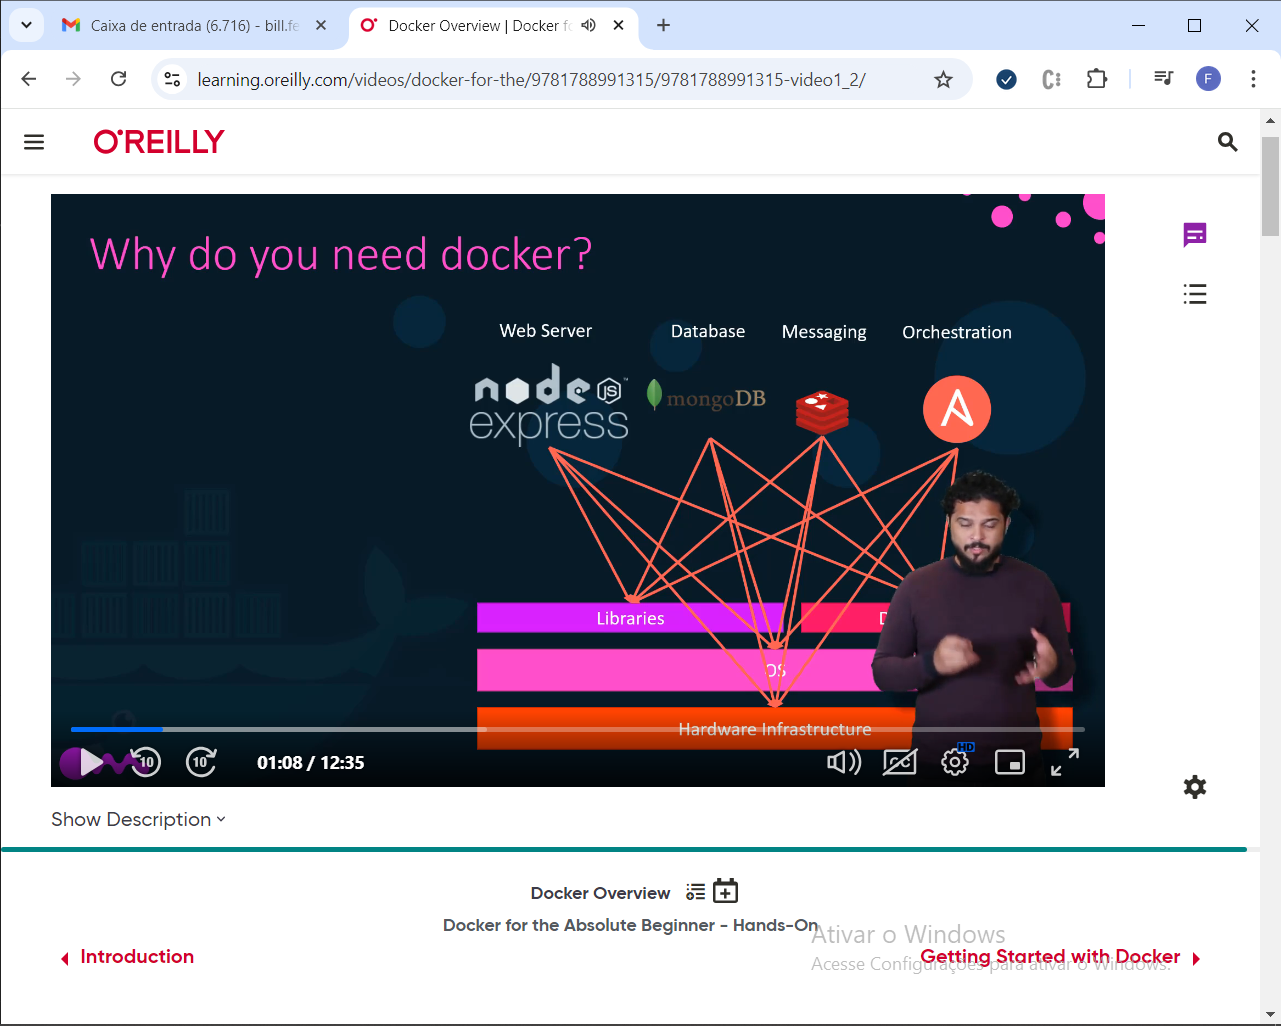 Caixa de entrada (6.716) - bill.fe
Docker Overview | Docker fo
learning.oreilly.com/videos/docker-for-the/9781788991315/9781788991315-video1_2/
F
O'REILLY
Why do you need docker?
Web Server
Database
Messaging
Orchestration
node JS
express
mongoDB
A
Libraries
D
OS
Hardware Infrastructure
10
10
01:08 / 12:35
CC
HD
Show Description
Docker Overview
Docker for the Absolute Beginner - Hands-On
Ativar o Windows
Acesse Configurações para ativar o Windows.
Introduction
Getting Started with Docker